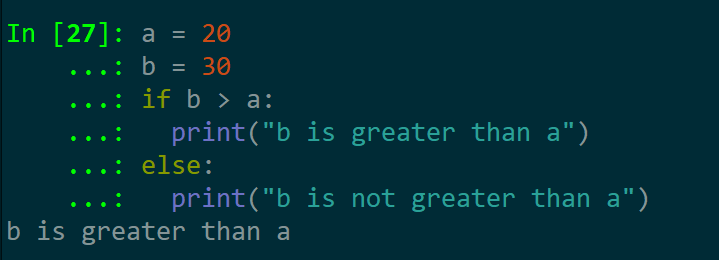 In [27]: a = 20
    ...: b = 30
    ...: if b > a:
    ...:   print("b is greater than a")
    ...: else:
    ...:   print("b is not greater than a")
b is greater than a